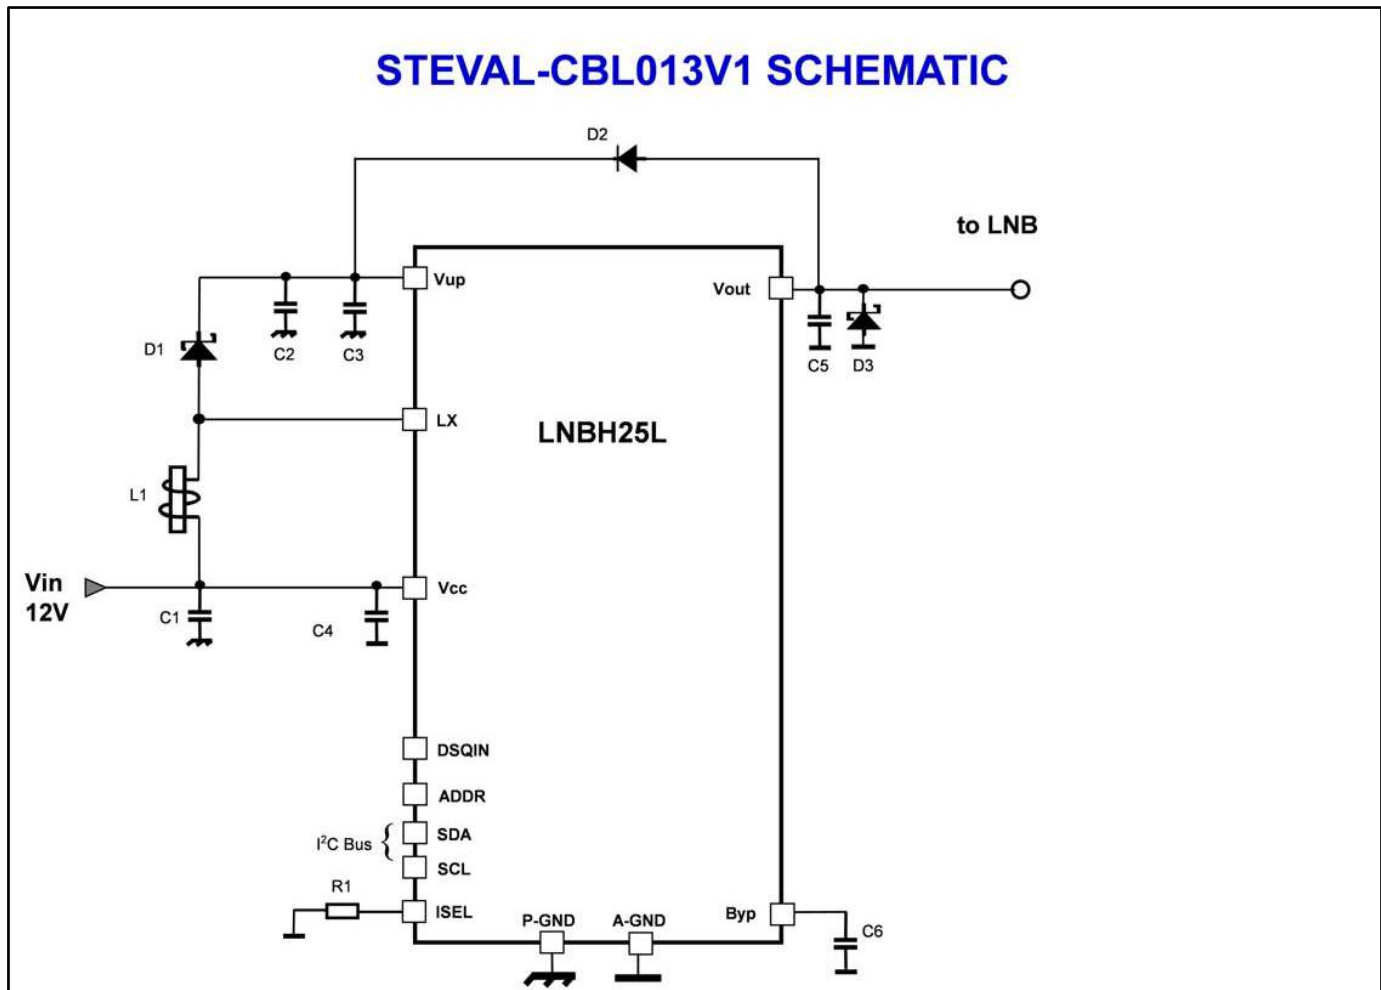 STEVAL-CBL013V1 SCHEMATIC
D2
to LNB
Vup
Vout
D1
C2
C3
C5
D3
LX
LNBH25L
L1
Vin
12V
Vcc
C1
C4
DSQIN
ADDR
I²C Bus {
SDA
SCL
R1
ISEL
P-GND
A-GND
Byp
C6